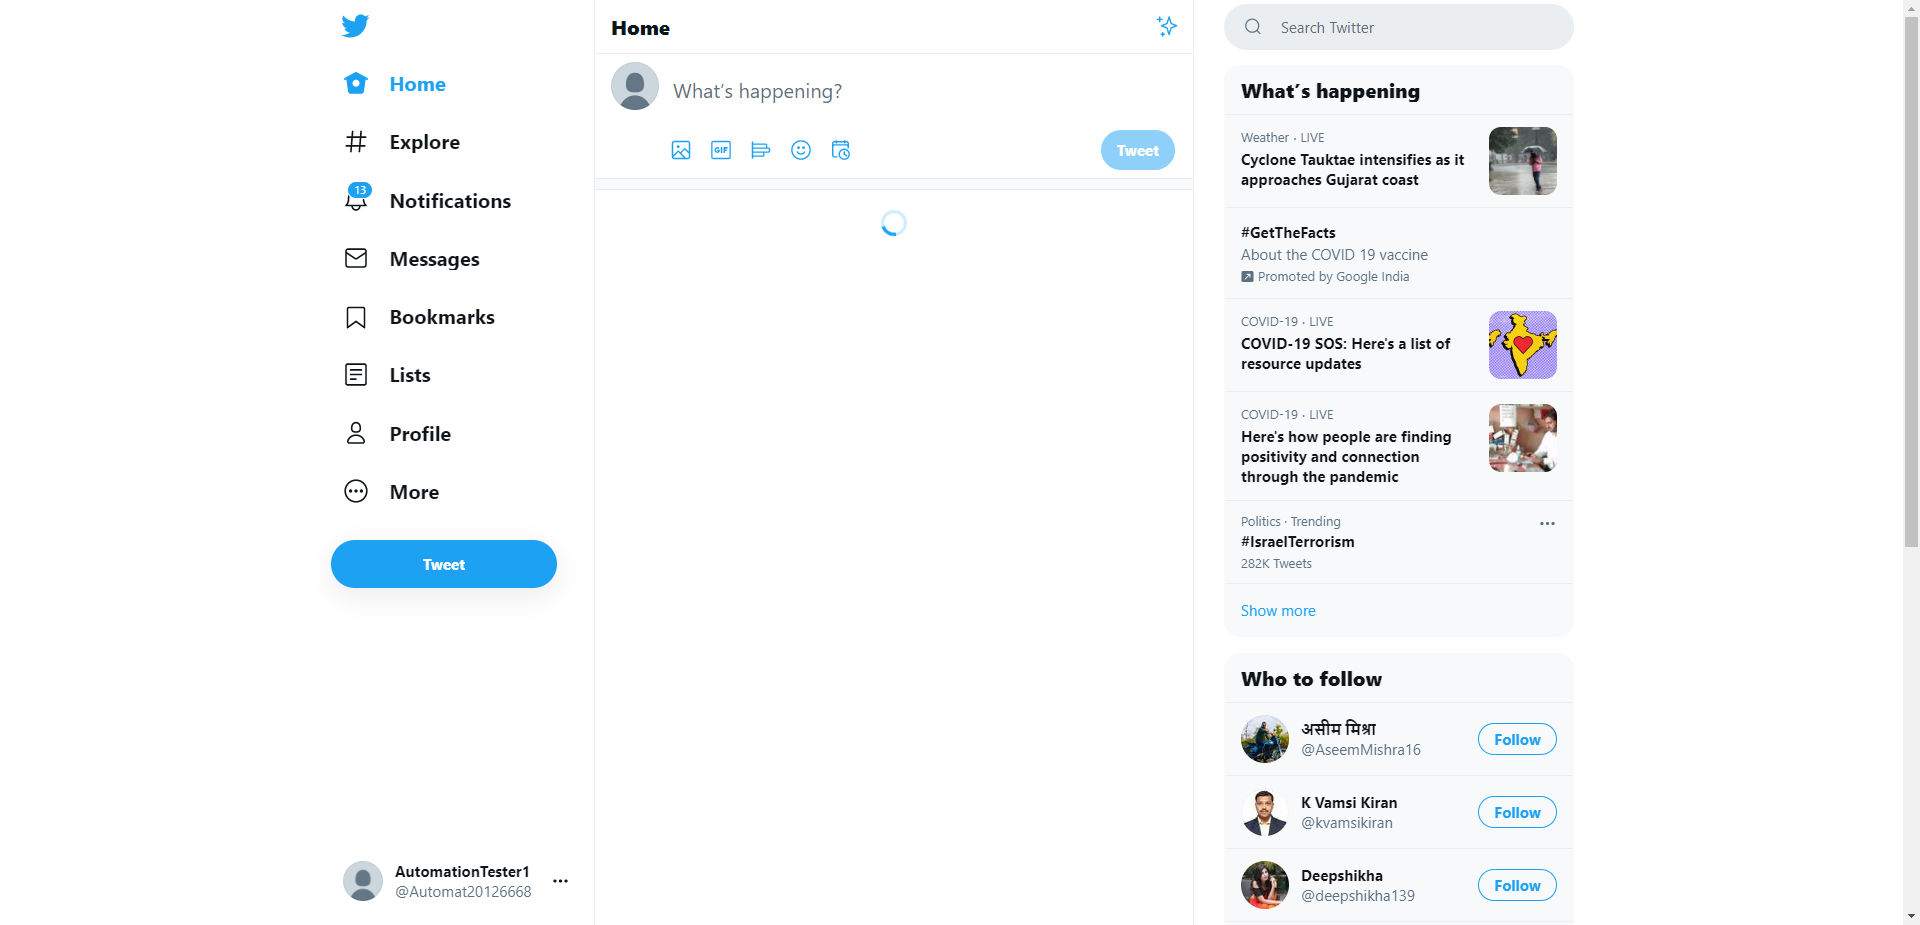 Home
Explore
13
Notifications
Messages
Bookmarks
Lists
Profile
More
Tweet
AutomationTester1
@Automat20126668
Home
What's happening?
GIF
Tweet
Search Twitter
What's happening
Weather · LIVE
Cyclone Tauktae intensifies as it
approaches Gujarat coast
#GetTheFacts
About the COVID 19 vaccine
Promoted by Google India
COVID-19 · LIVE
COVID-19 SOS: Here's a list of
resource updates
COVID-19 · LIVE
Here's how people are finding
positivity and connection
through the pandemic
Politics · Trending
#IsraelTerrorism
282K Tweets
Show more
Who to follow
असीम मिश्रा
@AseemMishra16
Follow
K Vamsi Kiran
@kvamsikiran
Follow
Deepshikha
@deepshikha139
Follow